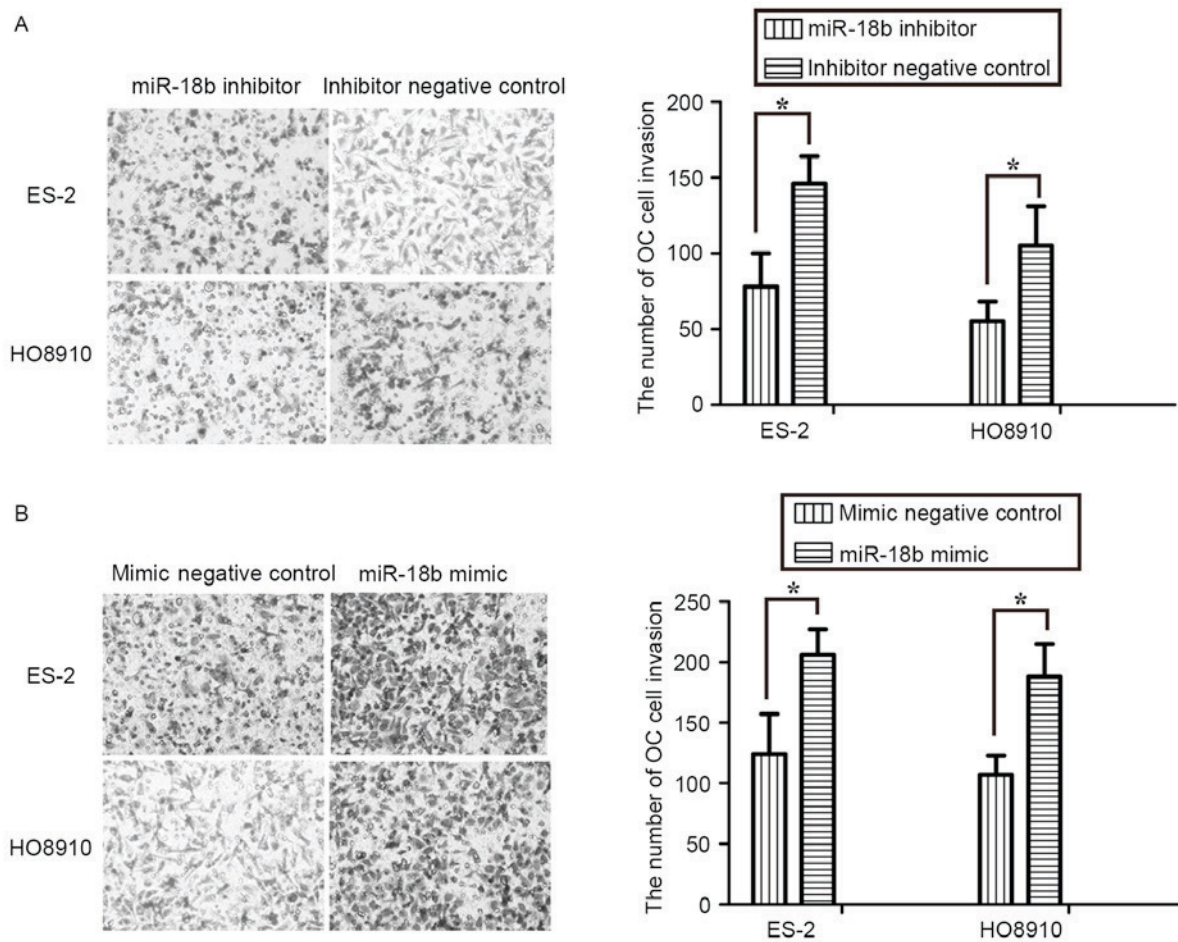 A
miR-18b inhibitor
Inhibitor negative control
ES-2
HO8910
miR-18b inhibitor
Inhibitor negative control
The number of OC cell invasion
200
150
100
50
0
*
*
ES-2
HO8910
B
Mimic negative control
miR-18b mimic
ES-2
HO8910
Mimic negative control
miR-18b mimic
The number of OC cell invasion
250
200
150
100
50
0
*
*
ES-2
HO8910